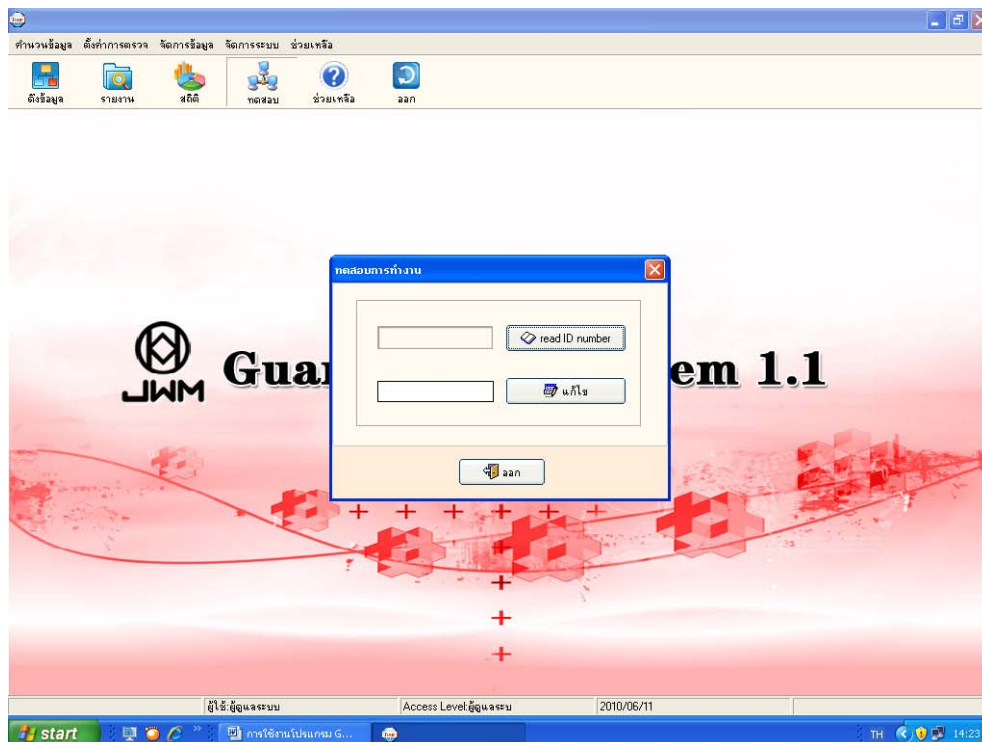 คำนวนข้อมูล ตั้งค่าการตรวจ จัดการข้อมูล จัดการระบบ ช่วยเหลือ
ดึงข้อมูล รายงาน สถิติ ทดสอบ ช่วยเหลือ ออก
ทดสอบการทำงาน
read ID number
JWM Gua em 1.1
แก้ไข
ออก
ผู้ใช้:ผู้ดูแลระบบ Access Level:ผู้ดูแลระบ 2010/06/11
start การใช้งานโปรแกรม G... TH 14:23